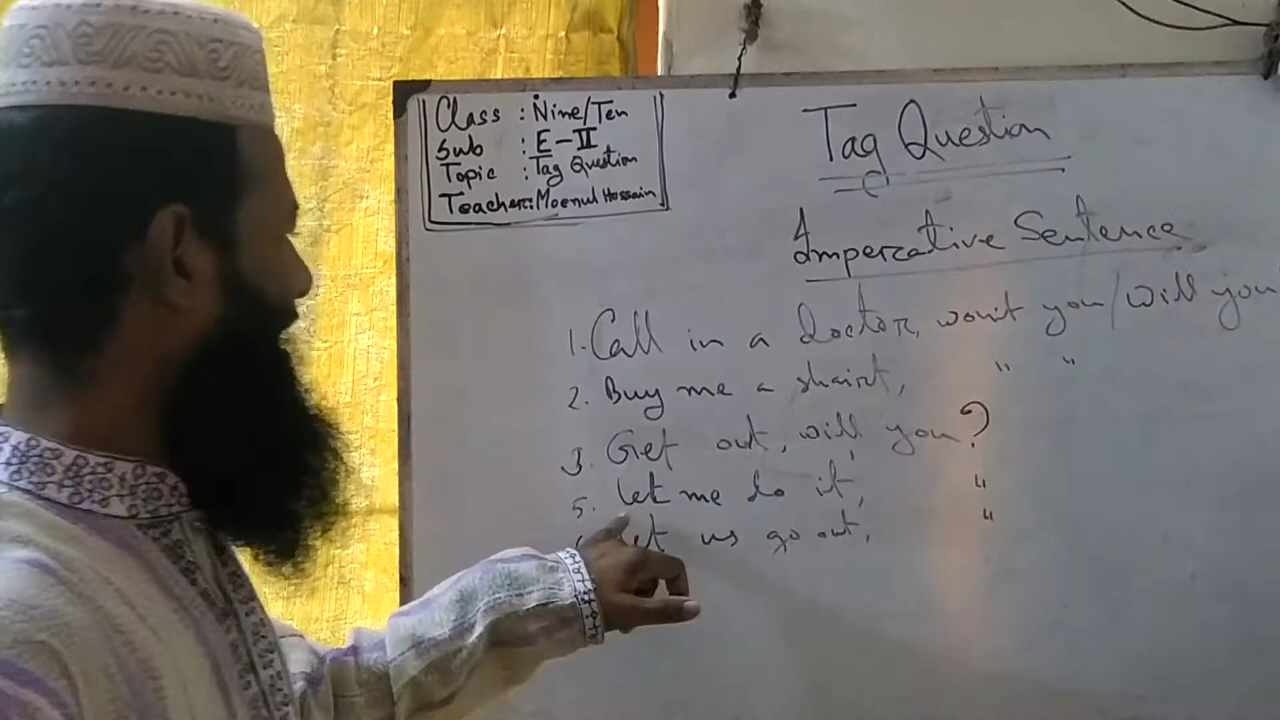 Class : Nine/Ten
Sub : E-II
Topic : Tag Question
Teacher: Moenul Hossain
Tag Question
Imperative Sentence
1. Call in a doctor, won't you/will you
2. Buy me a shairt, " "
3. Get out, will you?
5. Let me do it, "
let us go out, "